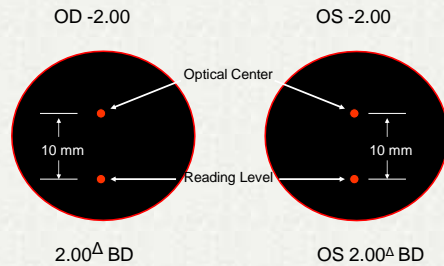 OD -2.00 OS -2.00
Optical Center
10 mm 10 mm
Reading Level
2.00Δ BD OS 2.00Δ BD